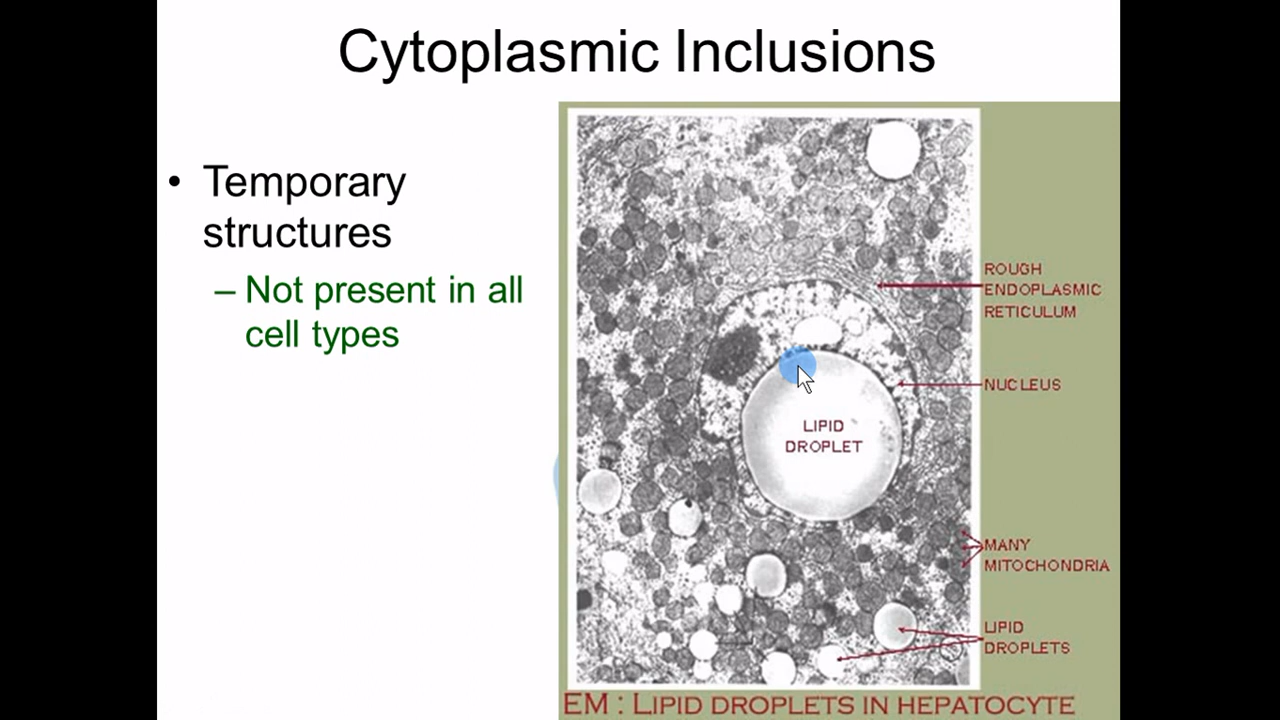 Cytoplasmic Inclusions
• Temporary
structures
– Not present in all
cell types
ROUGH
ENDOPLASMIC
RETICULUM
NUCLEUS
LIPID
DROPLET
MANY
MITOCHONDRIA
LIPID
DROPLETS
EM : LIPID DROPLETS IN HEPATOCYTE